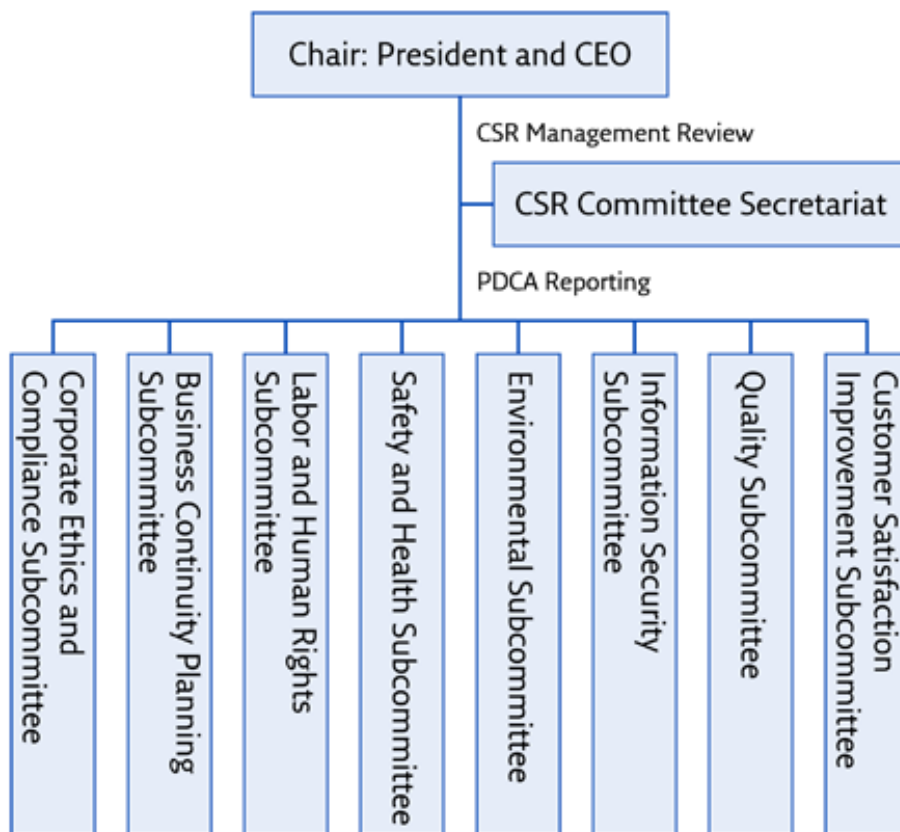 Chair: President and CEO
CSR Management Review
CSR Committee Secretariat
PDCA Reporting
Corporate Ethics and
Compliance Subcommittee
Business Continuity Planning
Subcommittee
Labor and Human Rights
Subcommittee
Safety and Health Subcommittee
Environmental Subcommittee
Information Security
Subcommittee
Quality Subcommittee
Customer Satisfaction
Improvement Subcommittee